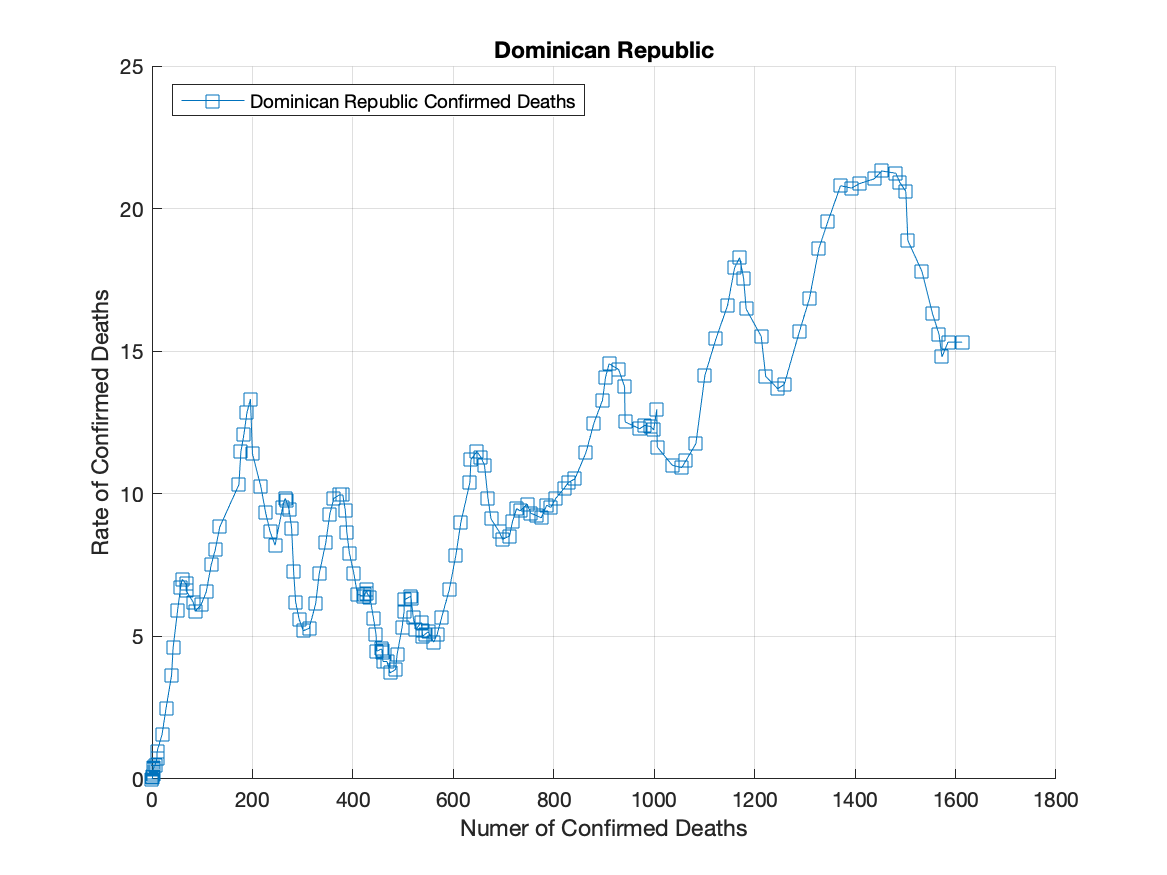 Dominican Republic
Dominican Republic Confirmed Deaths
25
20
15
10
5
0
Rate of Confirmed Deaths
0 200 400 600 800 1000 1200 1400 1600 1800
Numer of Confirmed Deaths